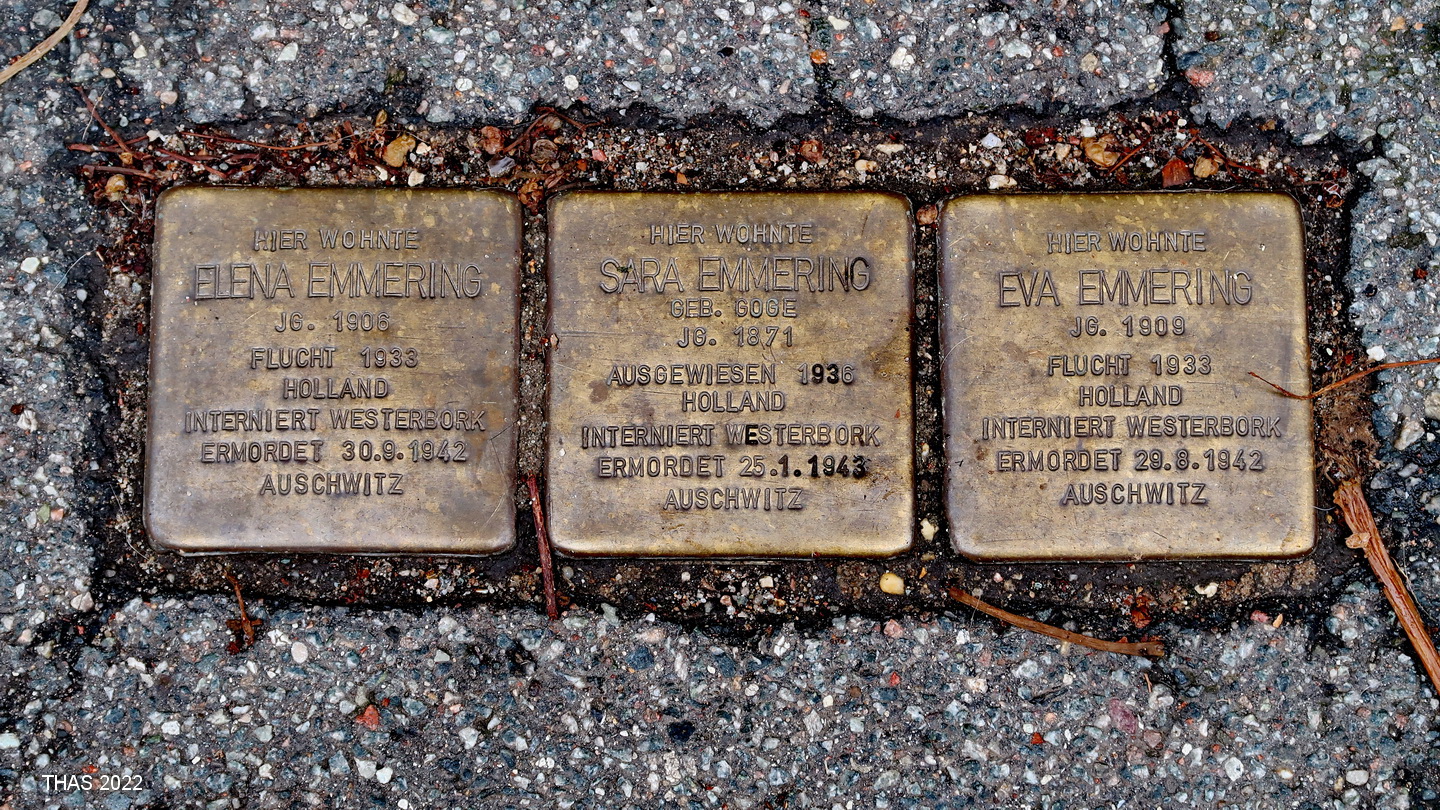 HIER WOHNTE
ELENA EMMERING
JG. 1906
FLUCHT 1933
HOLLAND
INTERNIERT WESTERBORK
ERMORDET 30.9.1942
AUSCHWITZ
HIER WOHNTE
SARA EMMERING
GEB. GOGE
JG. 1871
AUSGEWIESEN 1936
HOLLAND
INTERNIERT WESTERBORK
ERMORDET 25.1.1943
AUSCHWITZ
HIER WOHNTE
EVA EMMERING
JG. 1909
FLUCHT 1933
HOLLAND
INTERNIERT WESTERBORK
ERMORDET 29.8.1942
AUSCHWITZ
THAS 2022